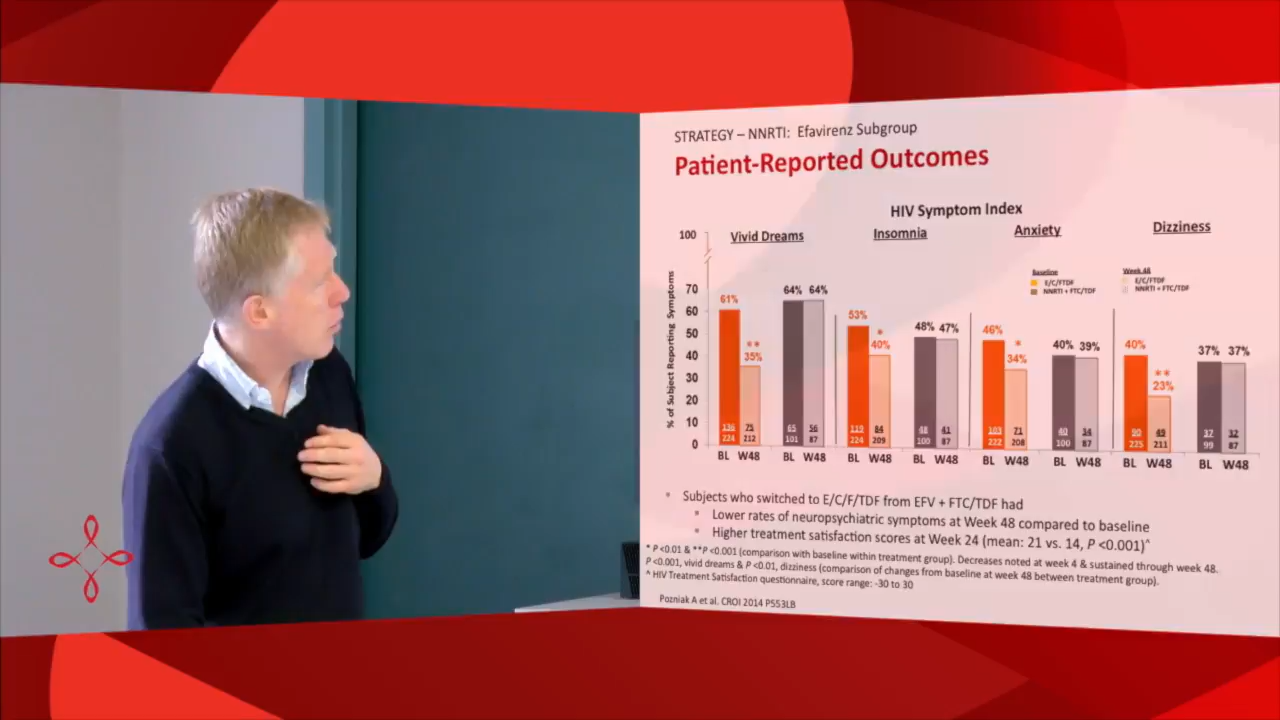 STRATEGY – NNRTI: Efavirenz Subgroup
Patient-Reported Outcomes
HIV Symptom Index
Vivid Dreams Insomnia Anxiety Dizziness
Baseline Week 48
E/C/FTDF E/C/FTDF
NNRTI + FTC/TDF NNRTI + FTC/TDF
% of Subject Reporting Symptoms
100
70
60
50
40
30
20
10
0
61% ** 35% 64% 64% 53% * 40% 48% 47% 46% * 34% 40% 39% 40% ** 23% 37% 37%
136 75 65 56 119 84 48 41 103 71 40 34 90 49 37 32
224 212 101 87 224 209 100 87 222 208 100 87 225 211 99 87
BL W48 BL W48 BL W48 BL W48 BL W48 BL W48 BL W48 BL W48
Subjects who switched to E/C/F/TDF from EFV + FTC/TDF had
Lower rates of neuropsychiatric symptoms at Week 48 compared to baseline
Higher treatment satisfaction scores at Week 24 (mean: 21 vs. 14, P <0.001)^
* P <0.01 & **P <0.001 (comparison with baseline within treatment group). Decreases noted at week 4 & sustained through week 48.
P <0.001, vivid dreams & P <0.01, dizziness (comparison of changes from baseline at week 48 between treatment group).
^ HIV Treatment Satisfaction questionnaire, score range: -30 to 30
Pozniak A et al. CROI 2014 P553LB